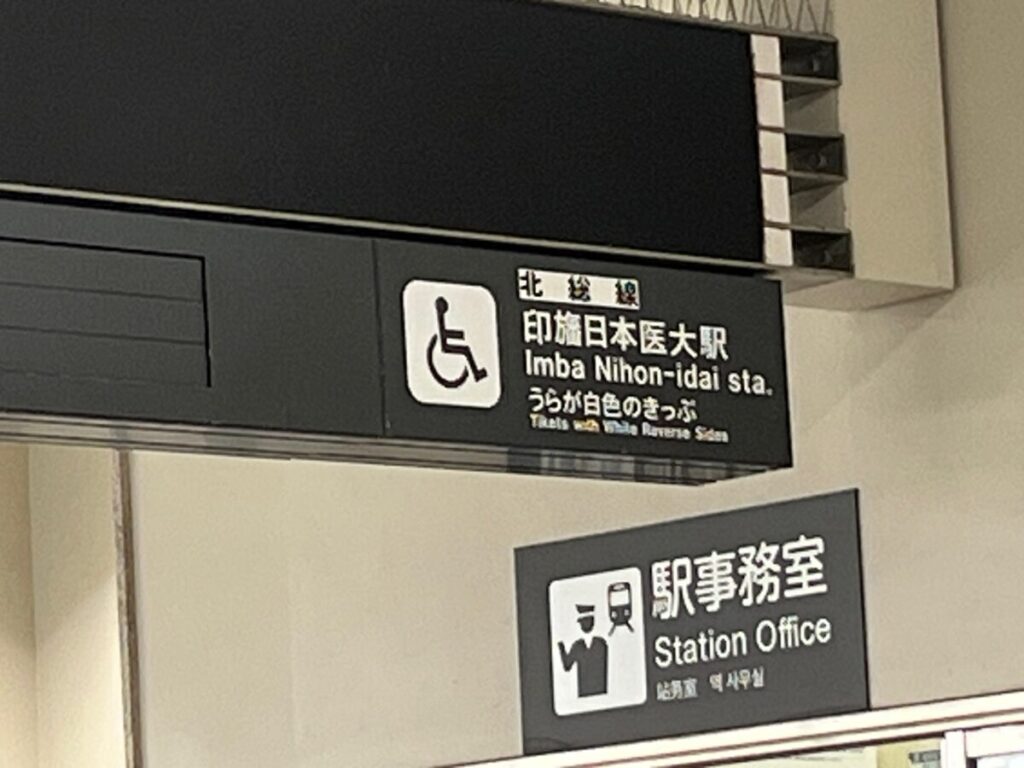 北総線
印旛日本医大駅
Imba Nihon-idai sta.
うらが白色のきっぷ
Tikets with White Reverse Sides
駅事務室
Station Office
站务室 역 사무실